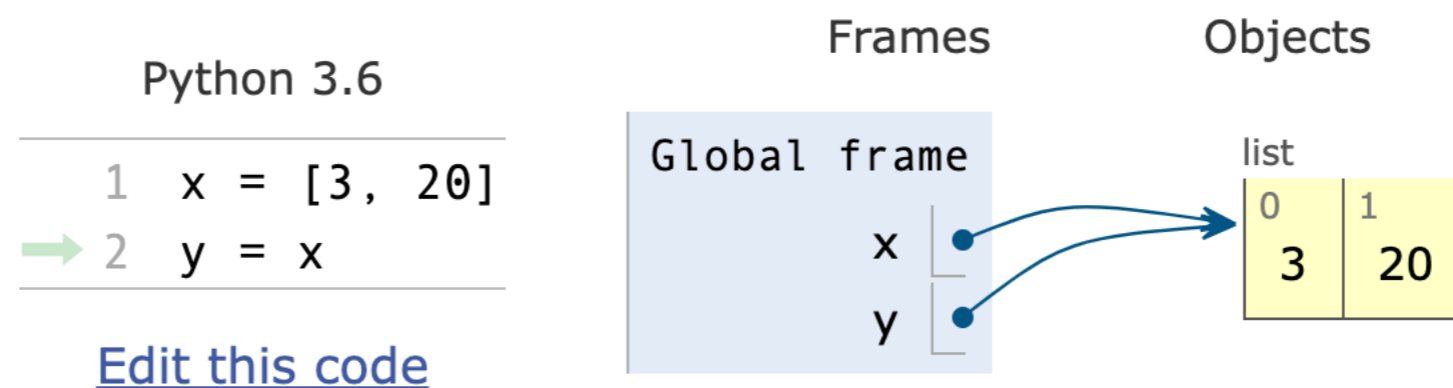 Python 3.6
1 x = [3, 20]
2 y = x
Edit this code
Frames
Objects
Global frame
x
y
list
0 1
3 20